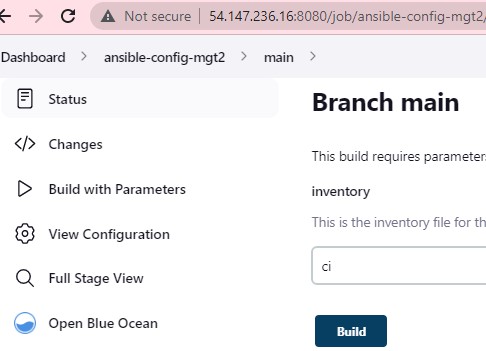 Not secure 54.147.236.16:8080/job/ansible-config-mgt2/
Dashboard ansible-config-mgt2 main
Status
Changes
Build with Parameters
View Configuration
Full Stage View
Open Blue Ocean
Branch main
This build requires parameter
inventory
This is the inventory file for th
ci
Build